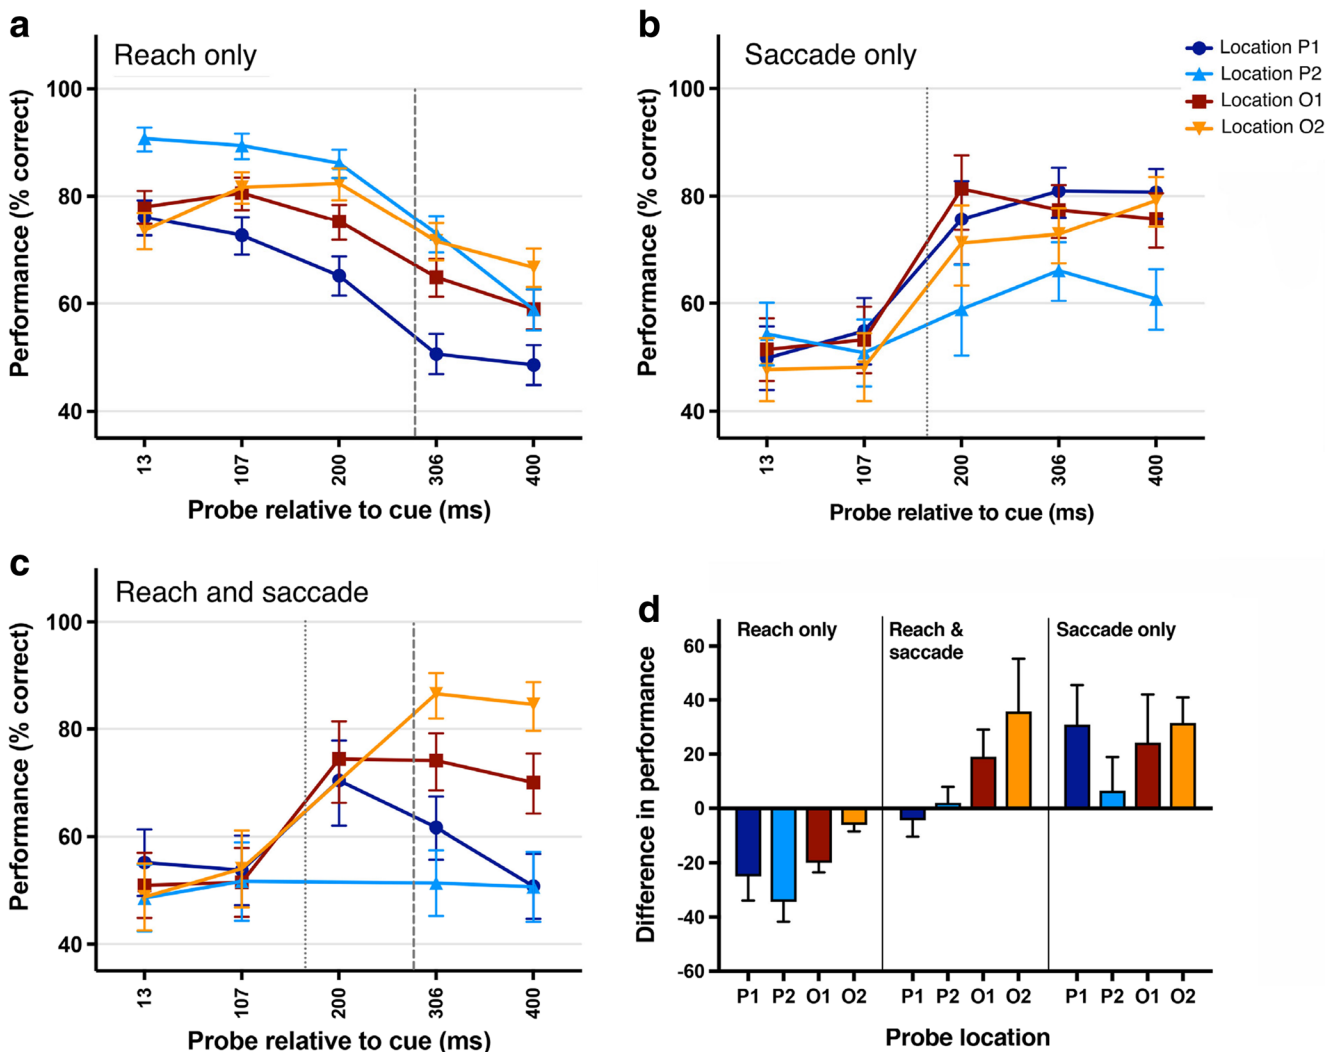 a
Reach only
Performance (% correct)
100
80
60
40
13
107
200
306
400
Probe relative to cue (ms)
b
Saccade only
Performance (% correct)
100
80
60
40
13
107
200
306
400
Probe relative to cue (ms)
Location P1
Location P2
Location O1
Location O2
c
Reach and saccade
Performance (% correct)
100
80
60
40
13
107
200
306
400
Probe relative to cue (ms)
d
Difference in performance
60
40
20
0
-20
-40
-60
Reach only
Reach &
saccade
Saccade only
P1 P2 O1 O2 P1 P2 O1 O2 P1 P2 O1 O2
Probe location